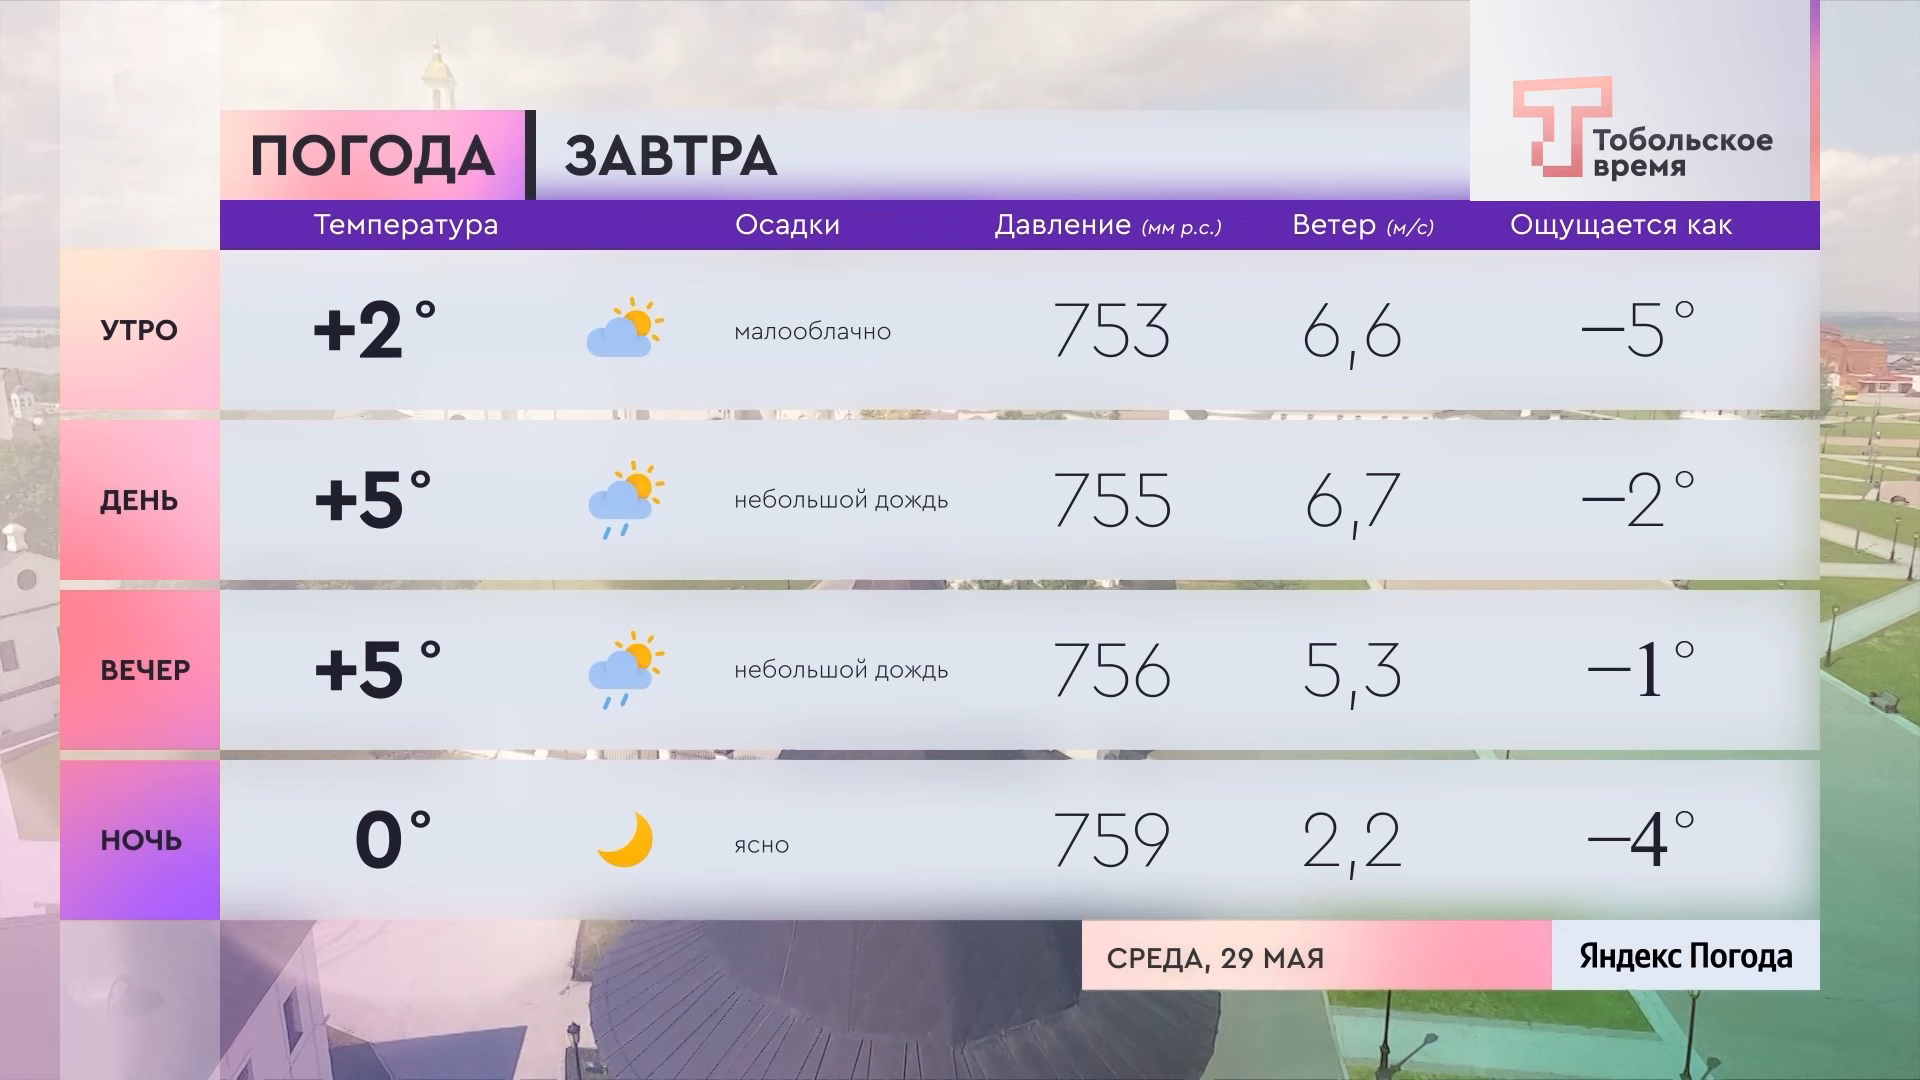 Тобольское
время
ПОГОДА ЗАВТРА
Температура Осадки Давление (мм р.с.) Ветер (м/с) Ощущается как
УТРО +2° малооблачно 753 6,6 –5°
ДЕНЬ +5° небольшой дождь 755 6,7 –2°
ВЕЧЕР +5° небольшой дождь 756 5,3 –1°
НОЧЬ 0° ясно 759 2,2 –4°
СРЕДА, 29 МАЯ Яндекс Погода